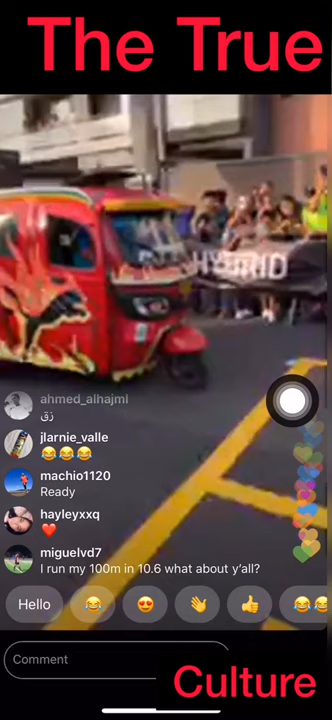 The True
HYBRID
ahmed_alhajml
زق
jlarnie_valle
😂😂😂
machio1120
Ready
hayleyxxq
❤️
miguelvd7
I run my 100m in 10.6 what about y'all?
Hello 😂 😍 👋 👍 😂😂
Comment
Culture